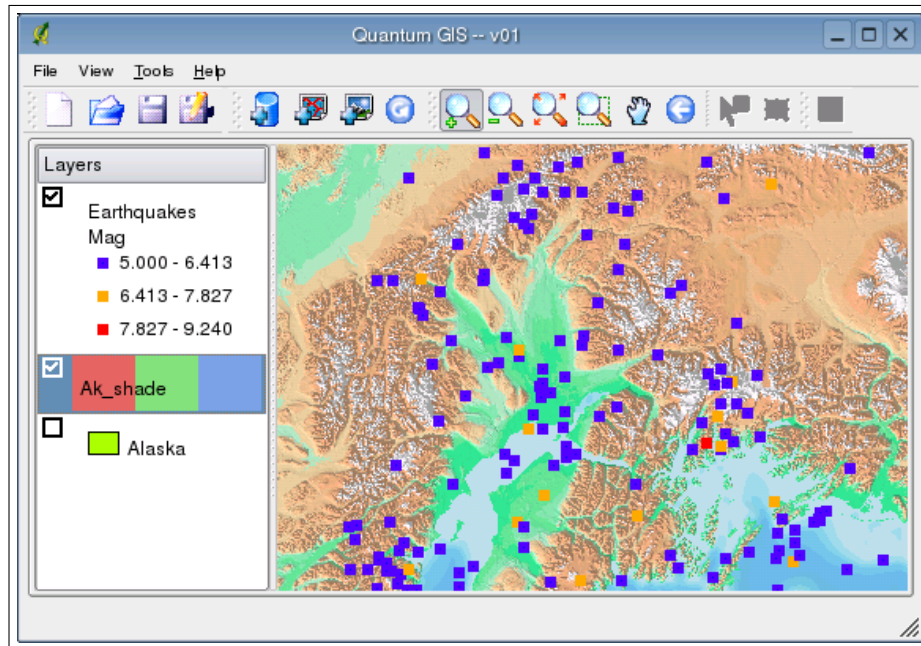 Quantum GIS -- v01
File View Tools Help
Layers
Earthquakes
Mag
5.000 - 6.413
6.413 - 7.827
7.827 - 9.240
Ak_shade
Alaska